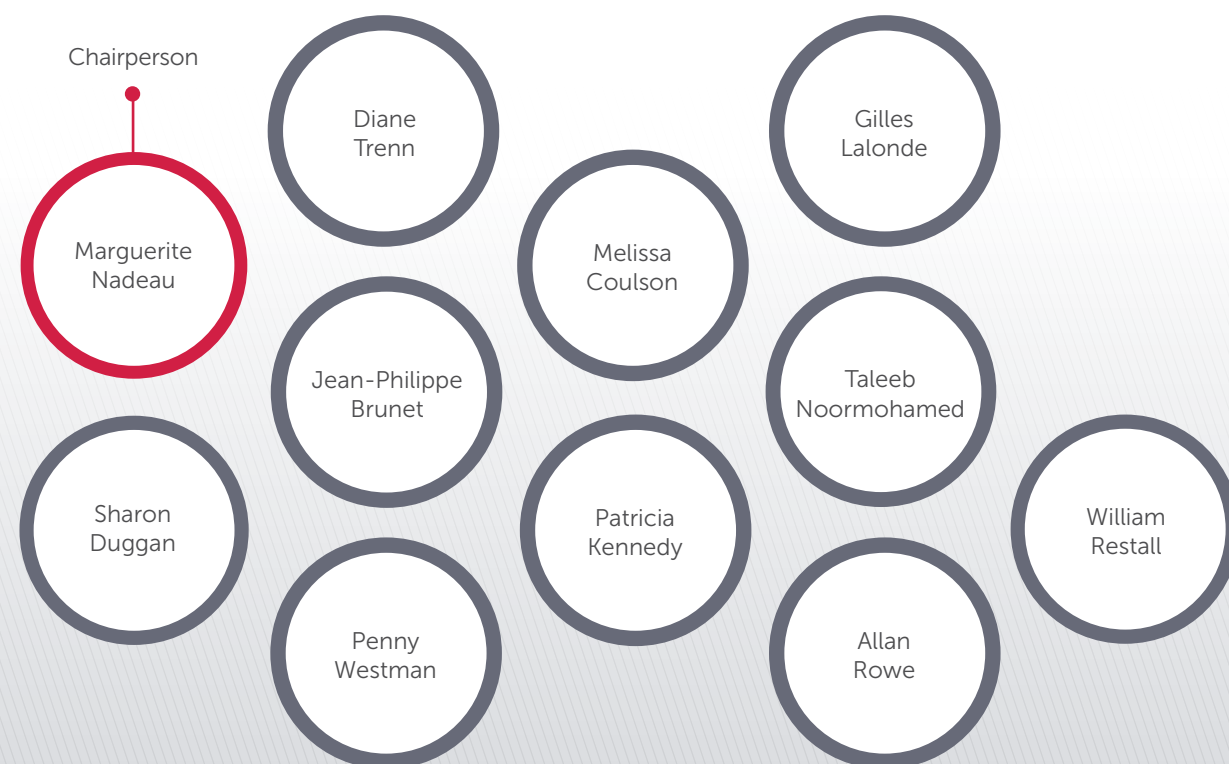 Chairperson
Marguerite
Nadeau
Sharon
Duggan
Diane
Trenn
Jean-Philippe
Brunet
Penny
Westman
Melissa
Coulson
Patricia
Kennedy
Gilles
Lalonde
Taleeb
Noormohamed
Allan
Rowe
William
Restall